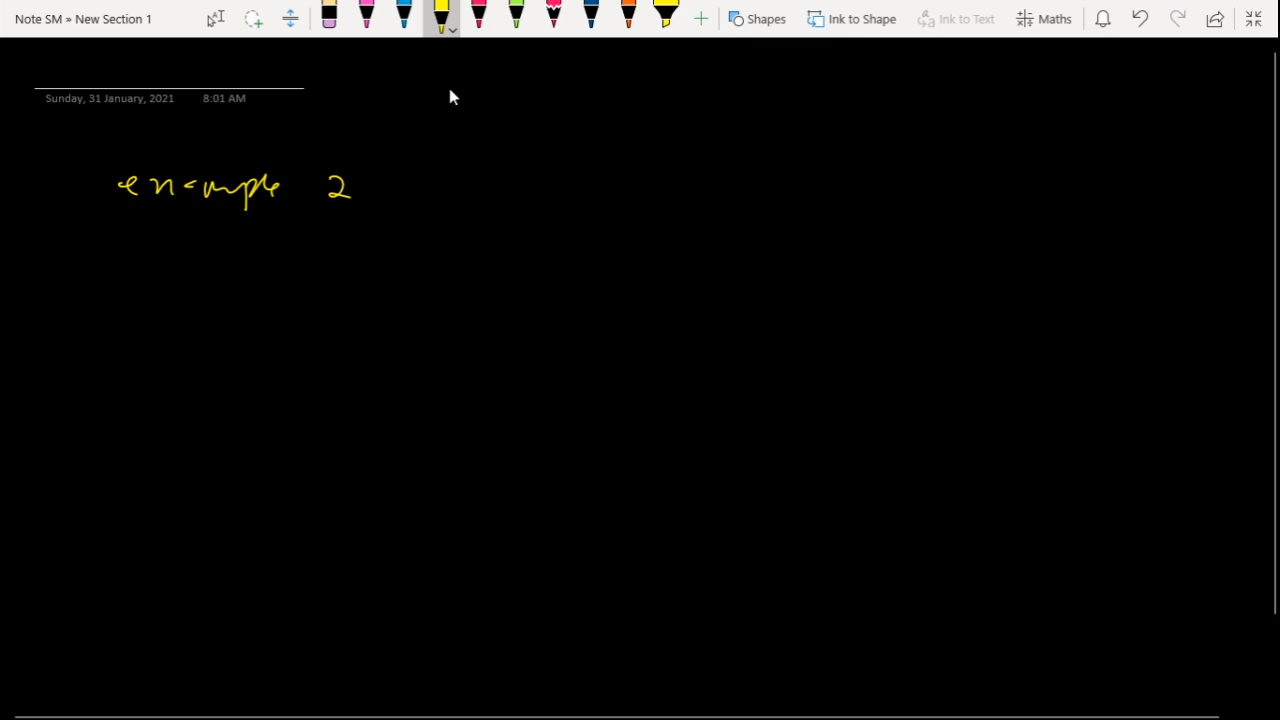 Note SM » New Section 1 Shapes Ink to Shape Ink to Text Maths
Sunday, 31 January, 2021 8:01 AM
example 2